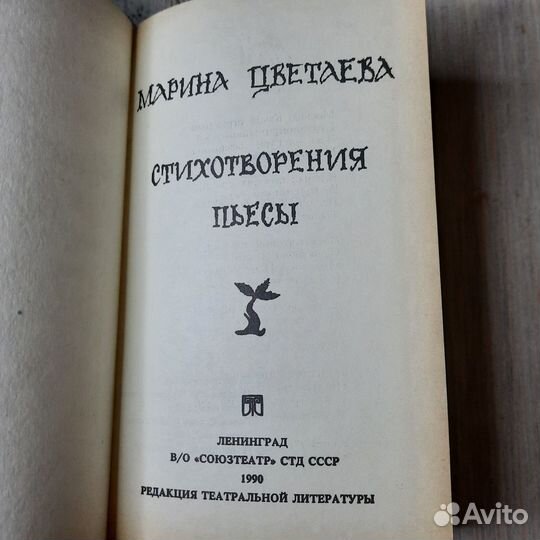 МАРИНА ЦВЕТАЕВА
СТИХОТВОРЕНИЯ
ПЬЕСЫ
ЛЕНИНГРАД
В/О «СОЮЗТЕАТР» СТД СССР
1990
РЕДАКЦИЯ ТЕАТРАЛЬНОЙ ЛИТЕРАТУРЫ
Avito